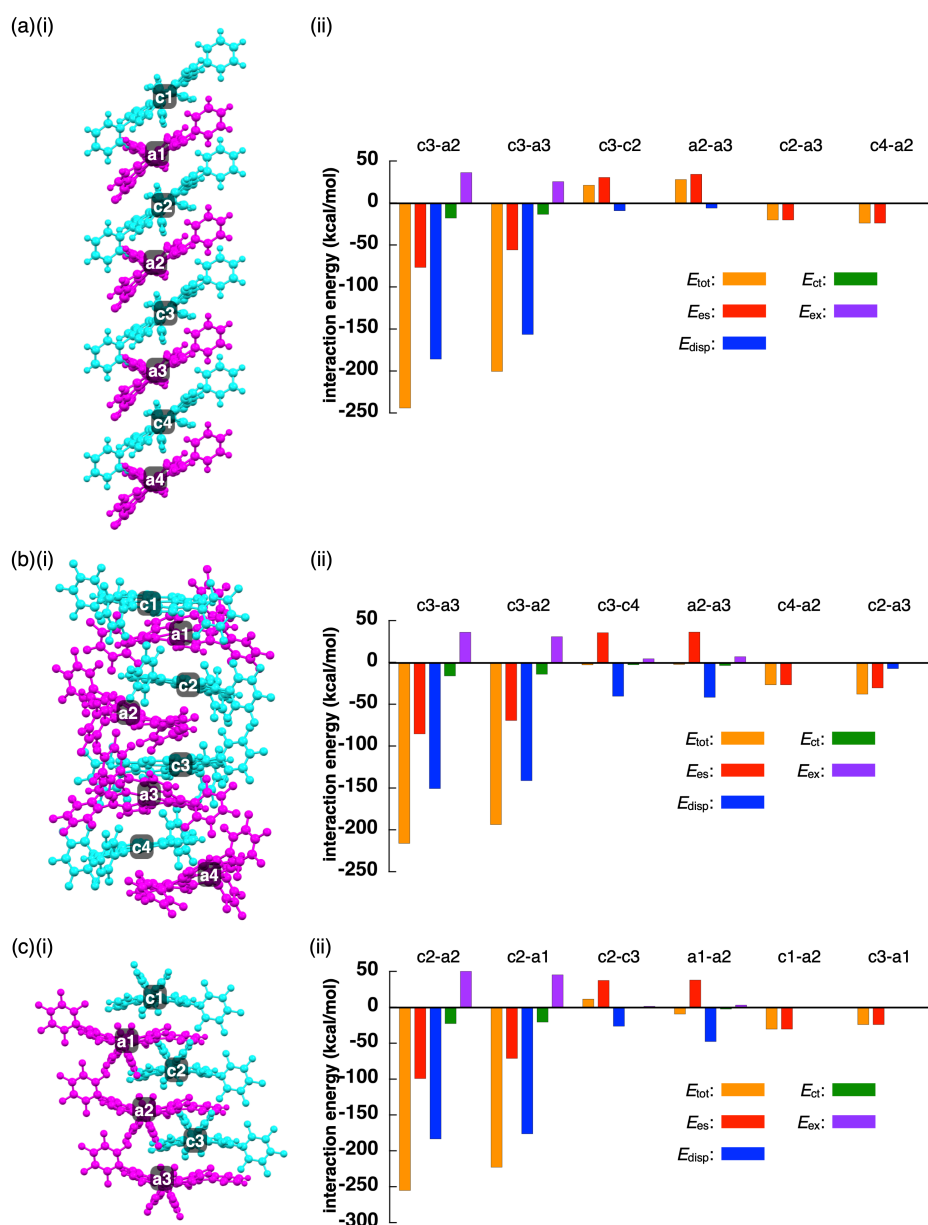 (a)(i)
(ii)
c1
a1
c2
a2
c3
a3
c4
a4
c3-a2 c3-a3 c3-c2 a2-a3 c2-a3 c4-a2
interaction energy (kcal/mol)
50
0
-50
-100
-150
-200
-250
Etot: Ect:
Ees: Eex:
Edisp:
(b)(i)
(ii)
c1
a1
c2
a2
c3
a3
c4
a4
c3-a3 c3-a2 c3-c4 a2-a3 c4-a2 c2-a3
interaction energy (kcal/mol)
50
0
-50
-100
-150
-200
-250
Etot: Ect:
Ees: Eex:
Edisp:
(c)(i)
(ii)
c1
a1
c2
a2
c3
a3
c2-a2 c2-a1 c2-c3 a1-a2 c1-a2 c3-a1
interaction energy (kcal/mol)
50
0
-50
-100
-150
-200
-250
-300
Etot: Ect:
Ees: Eex:
Edisp: